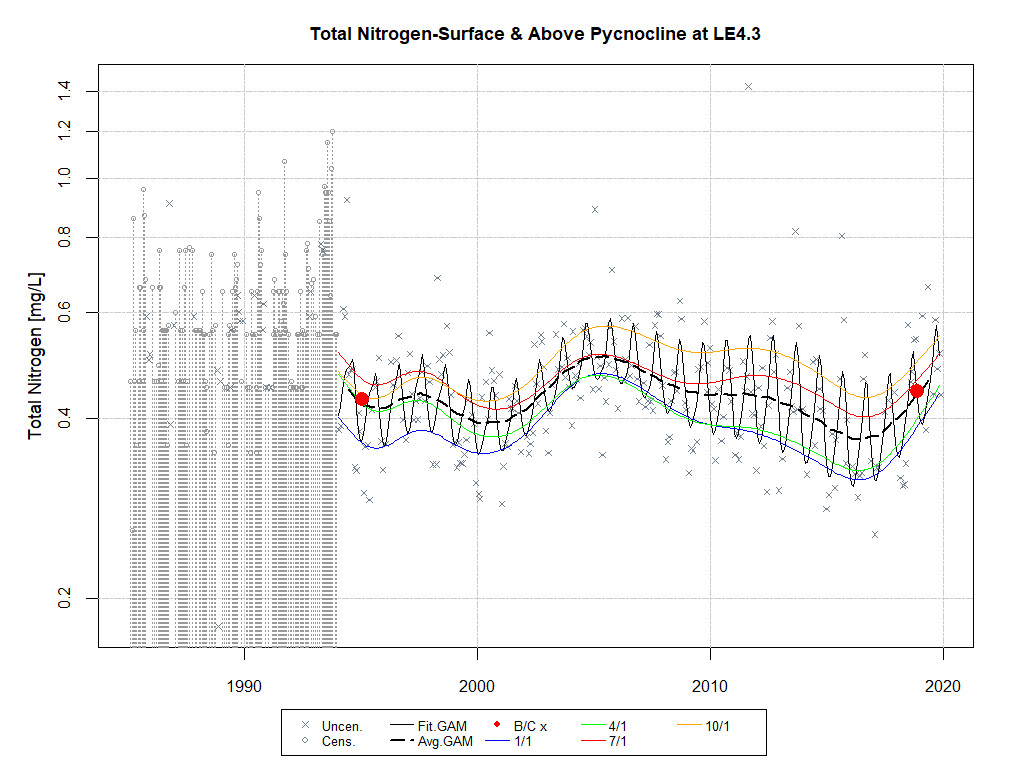 Total Nitrogen-Surface & Above Pycnocline at LE4.3
Total Nitrogen [mg/L]
1.4
1.2
1.0
0.8
0.6
0.4
0.2
1990 2000 2010 2020
Uncen. Fit.GAM B/C x 4/1 10/1
Cens. Avg.GAM 1/1 7/1